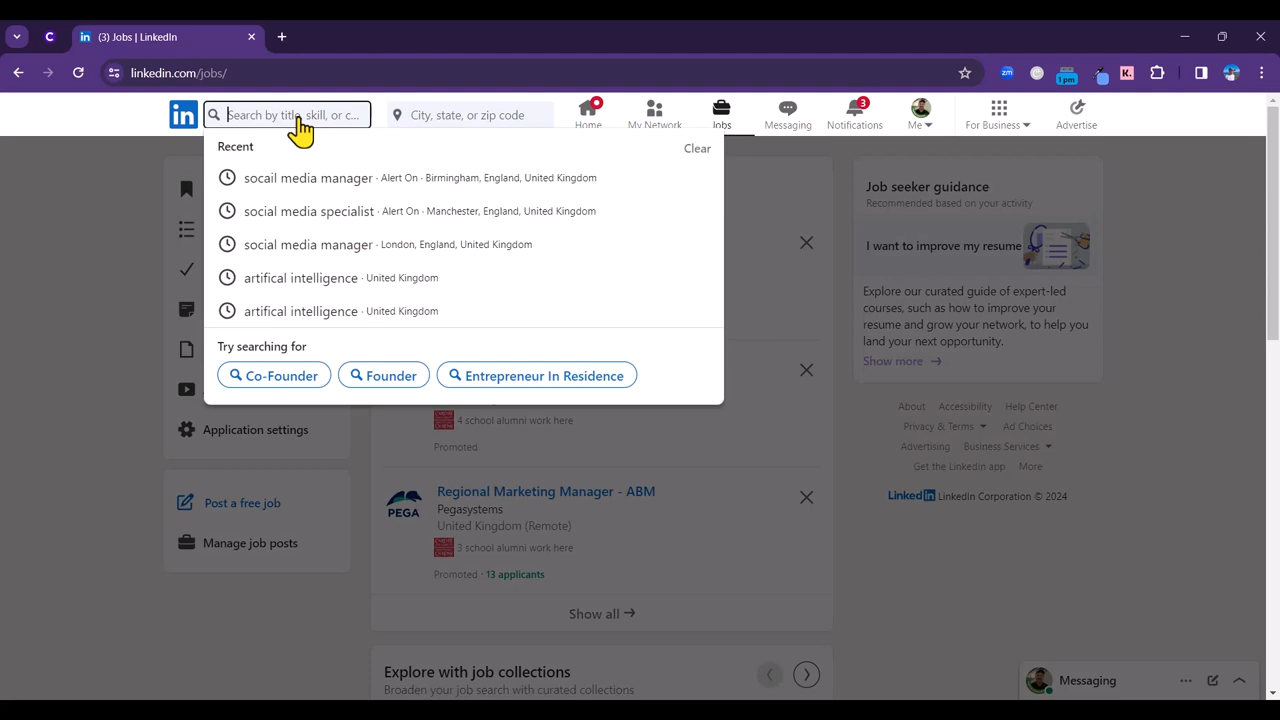 (3) Jobs | LinkedIn
linkedin.com/jobs/
zm
1 pm
K
in
Search by title, skill, or c...
City, state, or zip code
Home
My Network
Jobs
Messaging
3
Notifications
Me
For Business
Advertise
Recent
Clear
socail media manager · Alert On · Birmingham, England, United Kingdom
social media specialist · Alert On · Manchester, England, United Kingdom
social media manager · London, England, United Kingdom
artifical intelligence · United Kingdom
artifical intelligence · United Kingdom
Try searching for
Co-Founder
Founder
Entrepreneur In Residence
Application settings
Post a free job
Manage job posts
4 school alumni work here
Promoted
PEGA
Regional Marketing Manager - ABM
Pegasystems
United Kingdom (Remote)
3 school alumni work here
Promoted · 13 applicants
Show all →
Explore with job collections
Broaden your job search with curated collections
Job seeker guidance
Recommended based on your activity
I want to improve my resume
Explore our curated guide of expert-led
courses, such as how to improve your
resume and grow your network, to help you
land your next opportunity.
Show more →
About
Accessibility
Help Center
Privacy & Terms
Ad Choices
Advertising
Business Services
Get the LinkedIn app
More
LinkedIn LinkedIn Corporation © 2024
Messaging